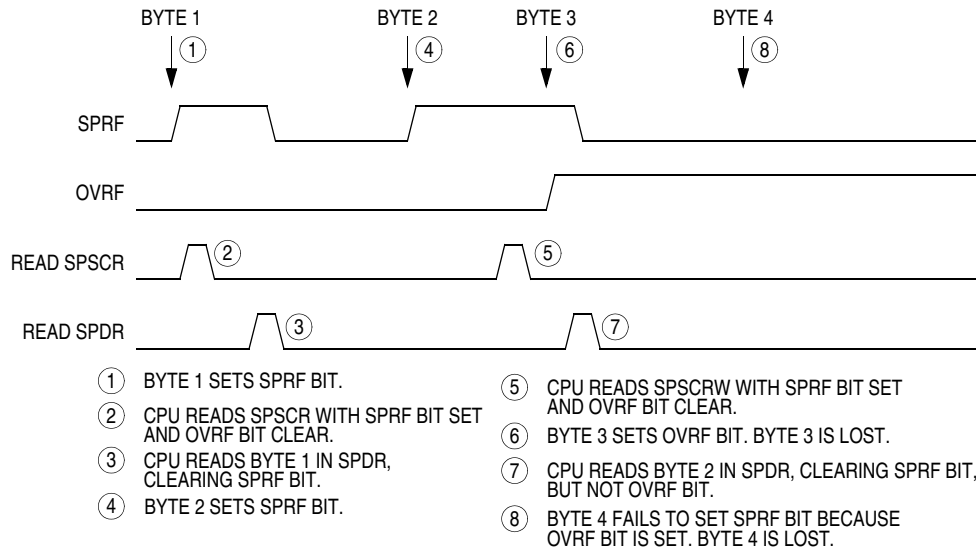 BYTE 1 BYTE 2 BYTE 3 BYTE 4
1 4 6 8
SPRF
OVRF
READ SPSCR 2 5
READ SPDR 3 7
1 BYTE 1 SETS SPRF BIT.
2 CPU READS SPSCR WITH SPRF BIT SET
AND OVRF BIT CLEAR.
3 CPU READS BYTE 1 IN SPDR,
CLEARING SPRF BIT.
4 BYTE 2 SETS SPRF BIT.
5 CPU READS SPSCRW WITH SPRF BIT SET
AND OVRF BIT CLEAR.
6 BYTE 3 SETS OVRF BIT. BYTE 3 IS LOST.
7 CPU READS BYTE 2 IN SPDR, CLEARING SPRF BIT,
BUT NOT OVRF BIT.
8 BYTE 4 FAILS TO SET SPRF BIT BECAUSE
OVRF BIT IS SET. BYTE 4 IS LOST.